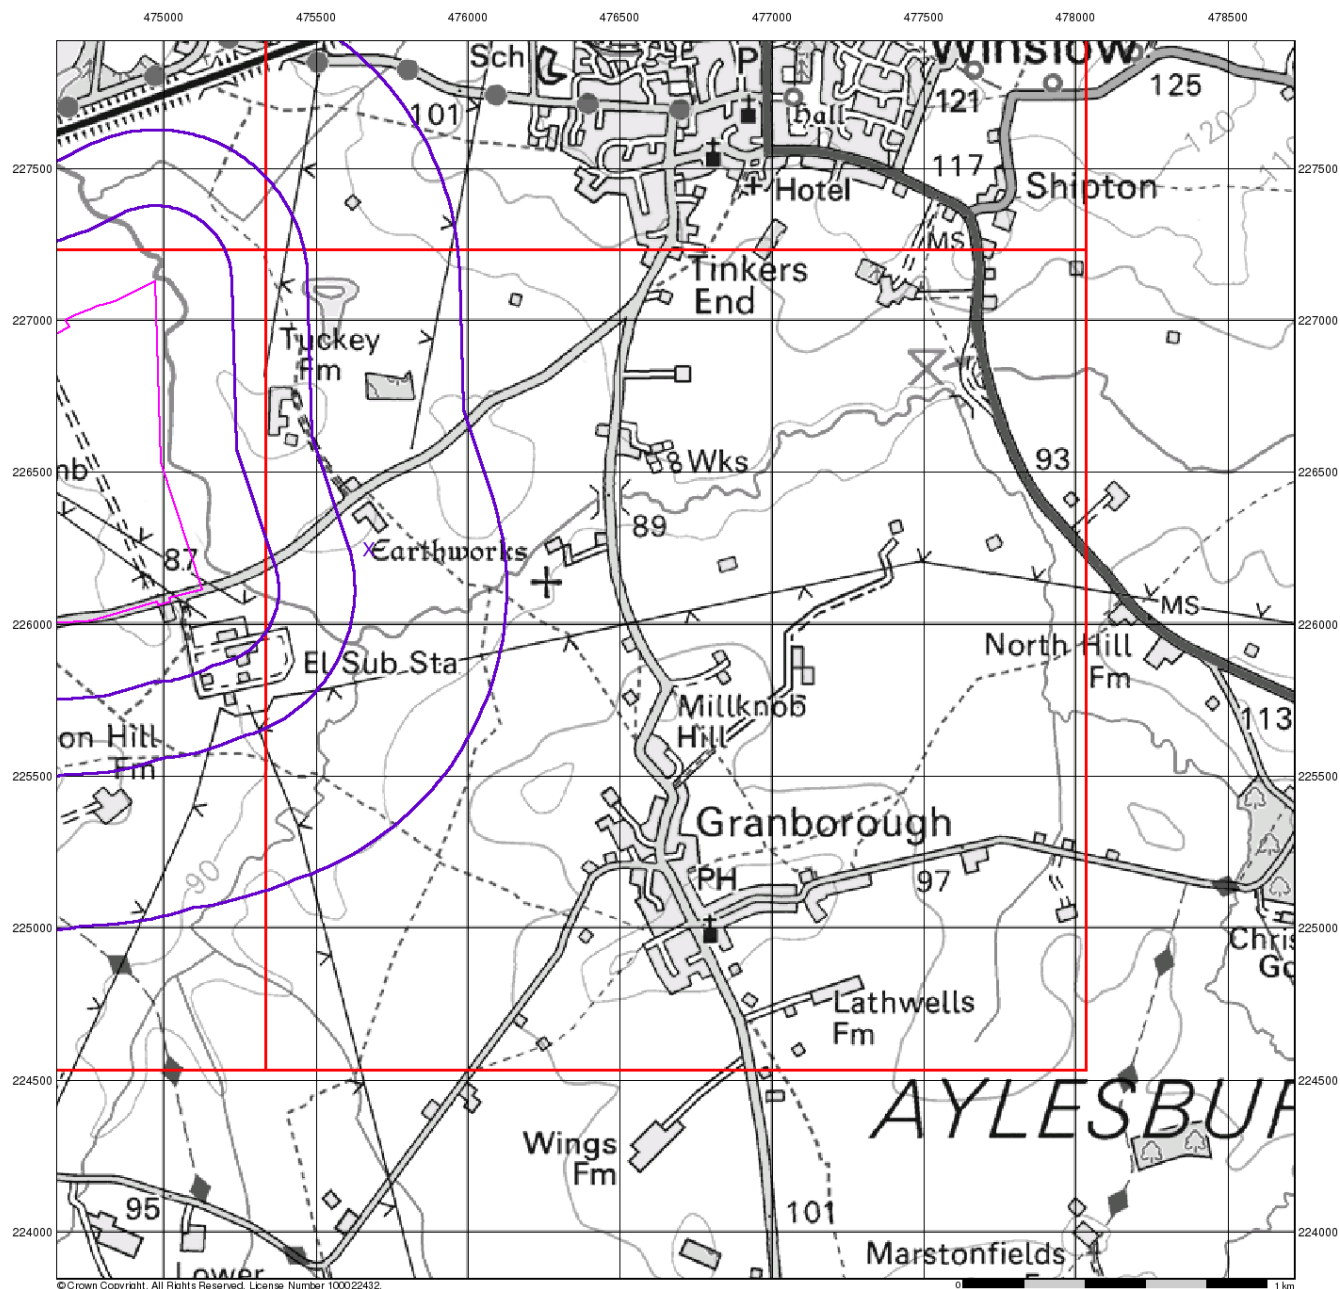 475000 475500 476000 476500 477000 477500 478000 478500
Sch
P
Winslow
125
121
101
Hall
120
227500
117
227500
Hotel
Shipton
MS
Tinkers
End
227000
227000
Tuckey
Fm
93
226500
Wks
226500
89
87
Earthworks
MS
226000
226000
North Hill
Fm
El Sub Sta
Millknob
Hill
113
on Hill
Fm
225500
225500
Granborough
90
PH
97
225000
225000
Chris
Go
Lathwells
Fm
224500
224500
AYLESBUR
Wings
Fm
95
101
224000
224000
Marstonfields
Lower
© Crown Copyright. All Rights Reserved. License Number 100022432.
0 1 km